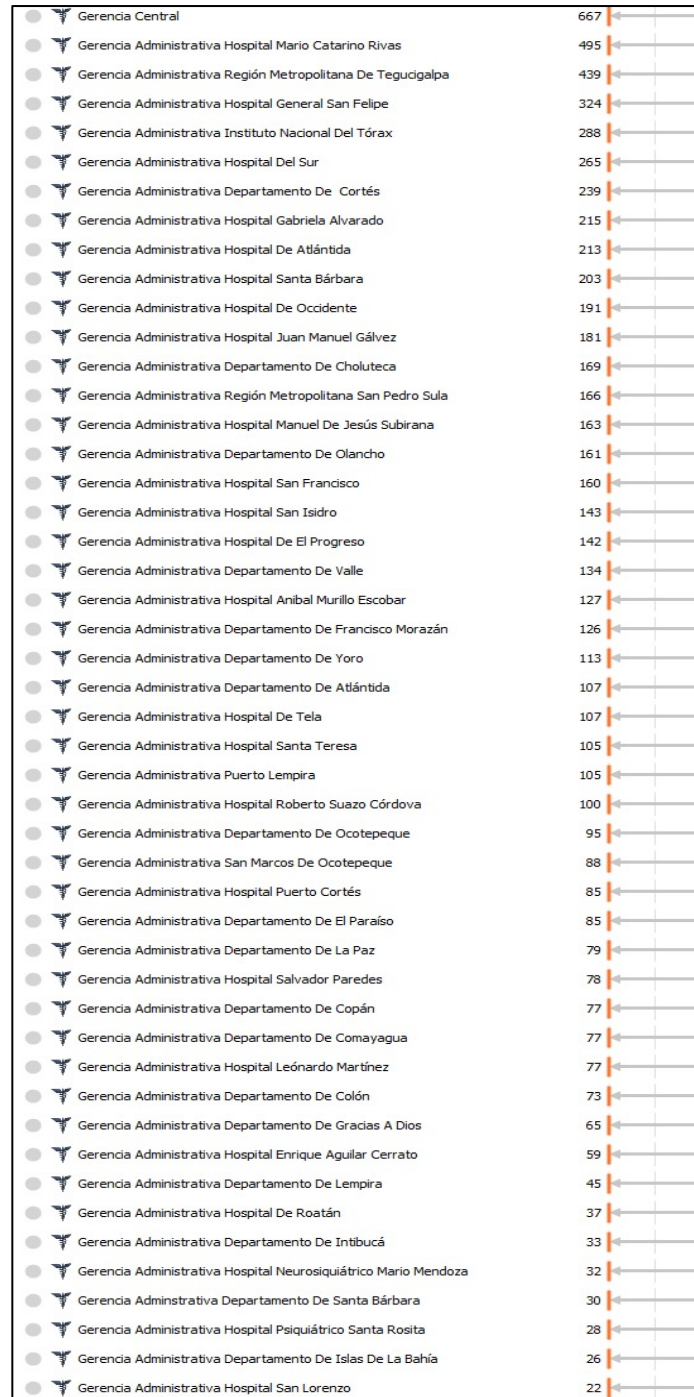 Gerencia Central 667
Gerencia Administrativa Hospital Mario Catarino Rivas 495
Gerencia Administrativa Región Metropolitana De Tegucigalpa 439
Gerencia Administrativa Hospital General San Felipe 324
Gerencia Administrativa Instituto Nacional Del Tórax 288
Gerencia Administrativa Hospital Del Sur 265
Gerencia Administrativa Departamento De Cortés 239
Gerencia Administrativa Hospital Gabriela Alvarado 215
Gerencia Administrativa Hospital De Atlántida 213
Gerencia Administrativa Hospital Santa Bárbara 203
Gerencia Administrativa Hospital De Occidente 191
Gerencia Administrativa Hospital Juan Manuel Gálvez 181
Gerencia Administrativa Departamento De Choluteca 169
Gerencia Administrativa Región Metropolitana San Pedro Sula 166
Gerencia Administrativa Hospital Manuel De Jesús Subirana 163
Gerencia Administrativa Departamento De Olancho 161
Gerencia Administrativa Hospital San Francisco 160
Gerencia Administrativa Hospital San Isidro 143
Gerencia Administrativa Hospital De El Progreso 142
Gerencia Administrativa Departamento De Valle 134
Gerencia Administrativa Hospital Anibal Murillo Escobar 127
Gerencia Administrativa Departamento De Francisco Morazán 126
Gerencia Administrativa Departamento De Yoro 113
Gerencia Administrativa Departamento De Atlántida 107
Gerencia Administrativa Hospital De Tela 107
Gerencia Administrativa Hospital Santa Teresa 105
Gerencia Administrativa Puerto Lempira 105
Gerencia Administrativa Hospital Roberto Suazo Córdova 100
Gerencia Administrativa Departamento De Ocotepeque 95
Gerencia Administrativa San Marcos De Ocotepeque 88
Gerencia Administrativa Hospital Puerto Cortés 85
Gerencia Administrativa Departamento De El Paraíso 85
Gerencia Administrativa Departamento De La Paz 79
Gerencia Administrativa Hospital Salvador Paredes 78
Gerencia Administrativa Departamento De Copán 77
Gerencia Administrativa Departamento De Comayagua 77
Gerencia Administrativa Hospital Leónardo Martínez 77
Gerencia Administrativa Departamento De Colón 73
Gerencia Administrativa Departamento De Gracias A Dios 65
Gerencia Administrativa Hospital Enrique Aguilar Cerrato 59
Gerencia Administrativa Departamento De Lempira 45
Gerencia Administrativa Hospital De Roatán 37
Gerencia Administrativa Departamento De Intibucá 33
Gerencia Administrativa Hospital Neurosiquiátrico Mario Mendoza 32
Gerencia Adminstrativa Departamento De Santa Bárbara 30
Gerencia Administrativa Hospital Psiquiátrico Santa Rosita 28
Gerencia Administrativa Departamento De Islas De La Bahía 26
Gerencia Administrativa Hospital San Lorenzo 22